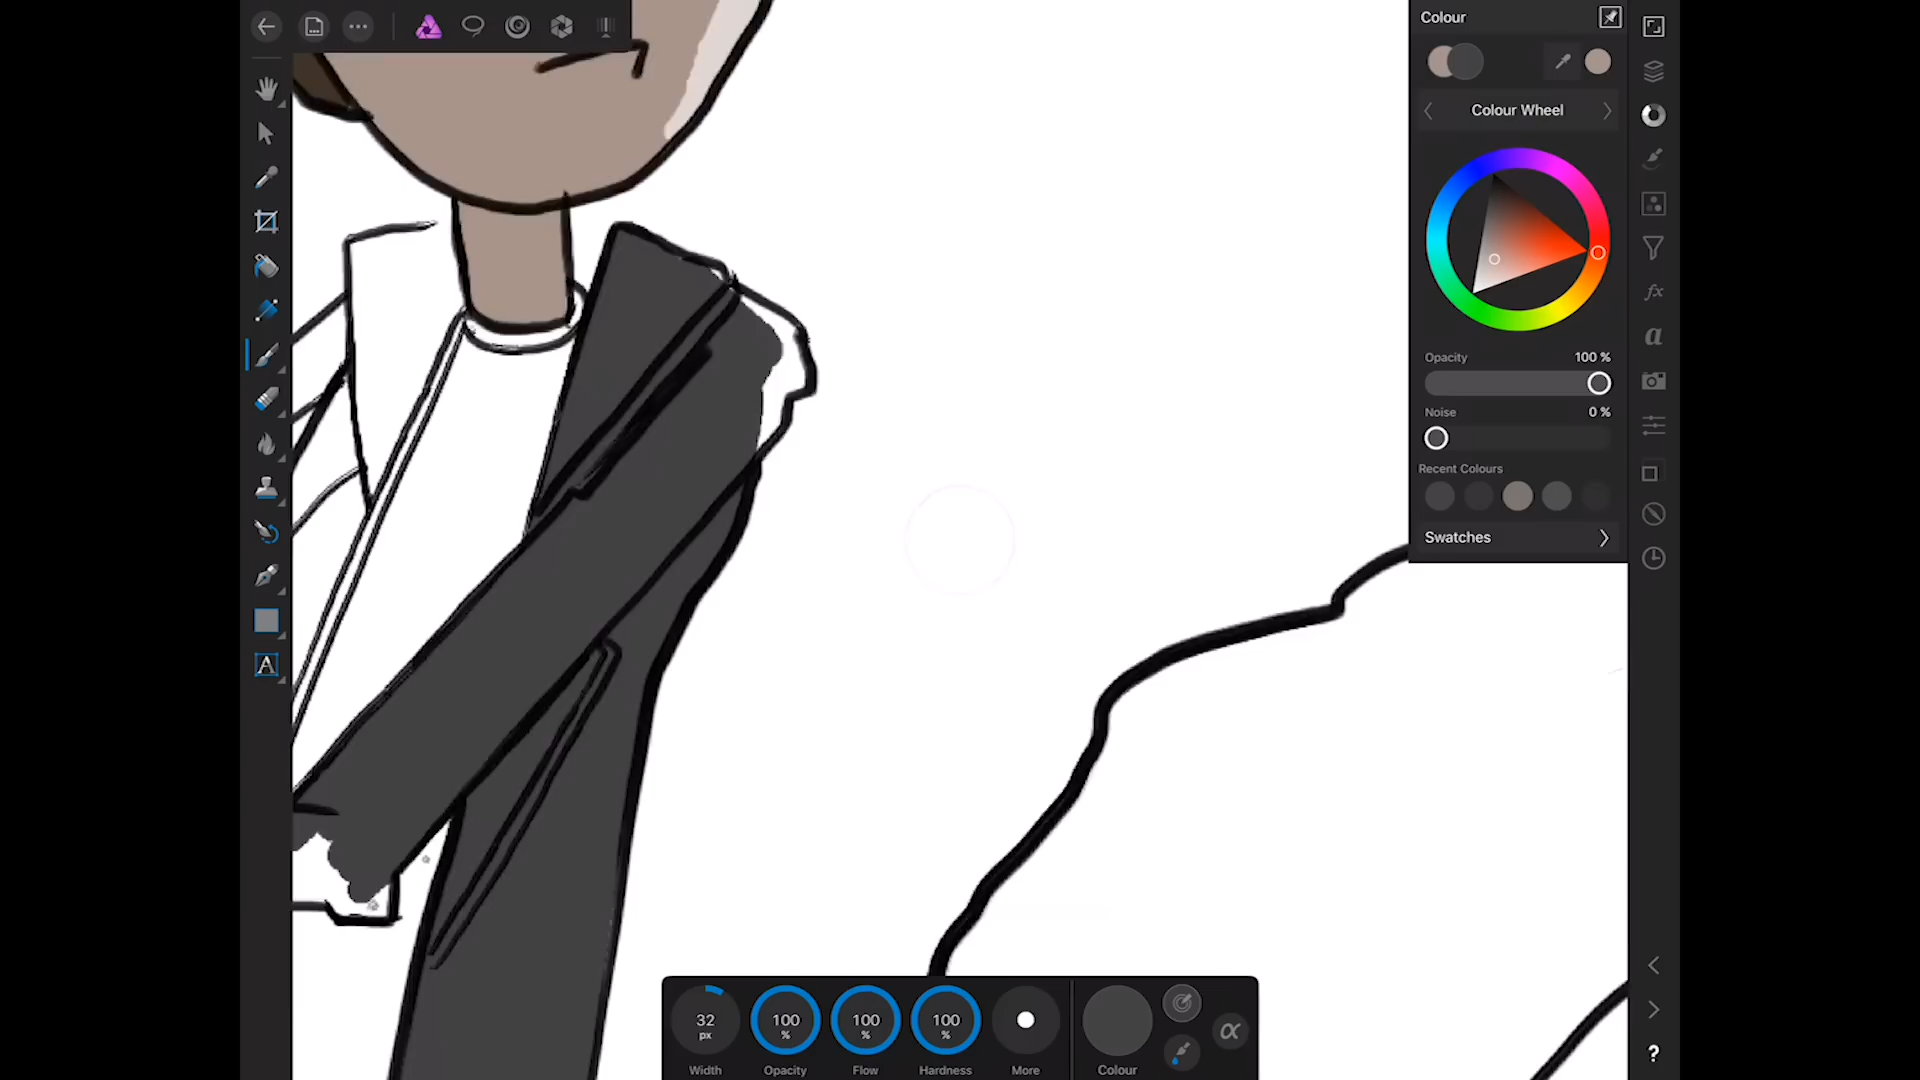 Colour
Colour Wheel
Opacity 100 %
Noise 0 %
Recent Colours
Swatches
fx
a
A
?
32 px
100 %
100 %
100 %
α
Width
Opacity
Flow
Hardness
More
Colour